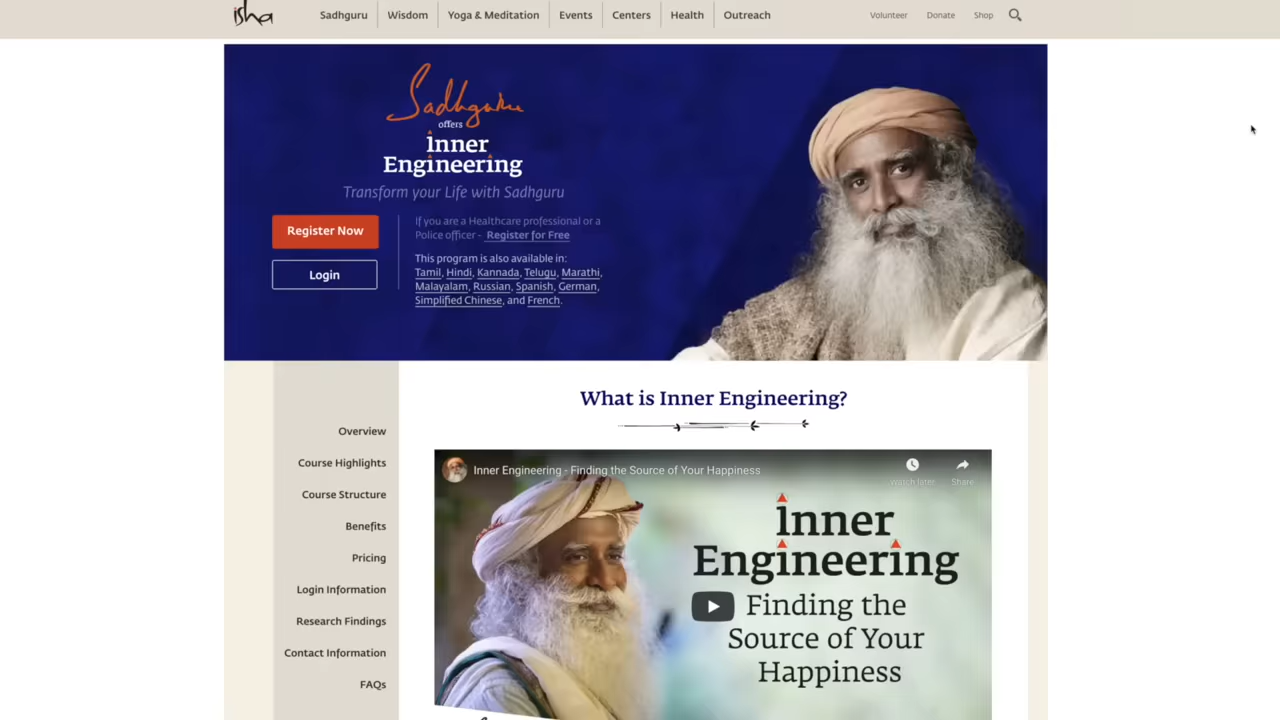 isha
Sadhguru
Wisdom
Yoga & Meditation
Events
Centers
Health
Outreach
Volunteer
Donate
Shop
Sadhguru
offers
inner
Engineering
Transform your Life with Sadhguru
Register Now
Login
If you are a Healthcare professional or a
Police officer - Register for Free
This program is also available in:
Tamil, Hindi, Kannada, Telugu, Marathi,
Malayalam, Russian, Spanish, German,
Simplified Chinese, and French.
Overview
Course Highlights
Course Structure
Benefits
Pricing
Login Information
Research Findings
Contact Information
FAQs
What is Inner Engineering?
Inner Engineering - Finding the Source of Your Happiness
Watch later
Share
inner
Engineering
Finding the
Source of Your
Happiness